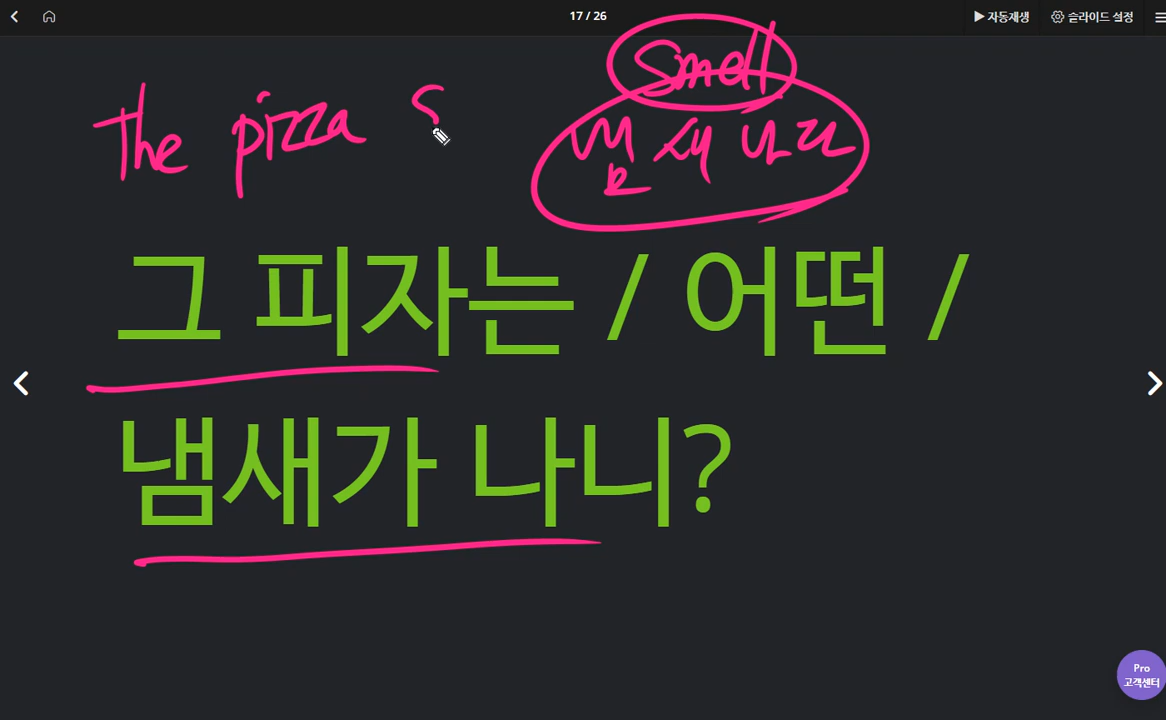 17 / 26
자동재생
슬라이드 설정
smell
The pizza s
냄새나다
그 피자는 / 어떤 /
냄새가 나니?
Pro
고객센터